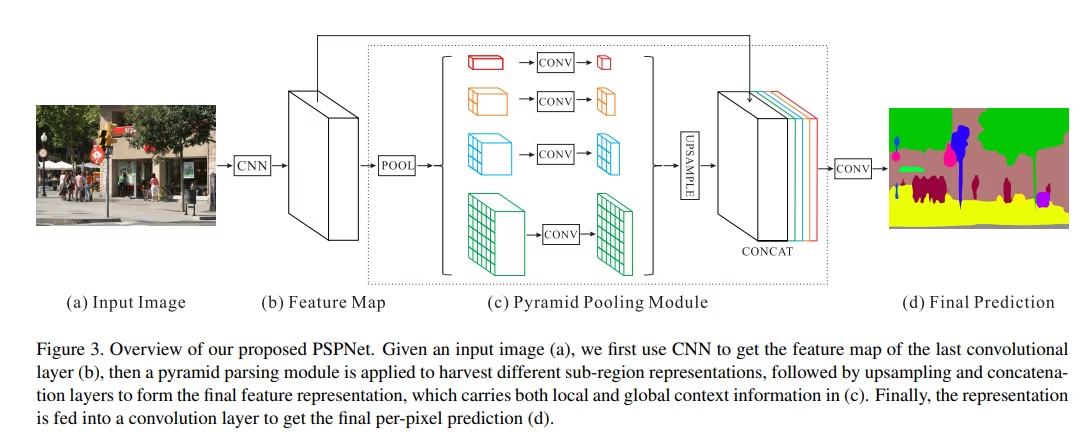 CONV
CONV
CNN
POOL
CONV
UPSAMPLE
CONV
CONV
CONCAT
(a) Input Image
(b) Feature Map
(c) Pyramid Pooling Module
(d) Final Prediction
Figure 3. Overview of our proposed PSPNet. Given an input image (a), we first use CNN to get the feature map of the last convolutional
layer (b), then a pyramid parsing module is applied to harvest different sub-region representations, followed by upsampling and concatena-
tion layers to form the final feature representation, which carries both local and global context information in (c). Finally, the representation
is fed into a convolution layer to get the final per-pixel prediction (d).